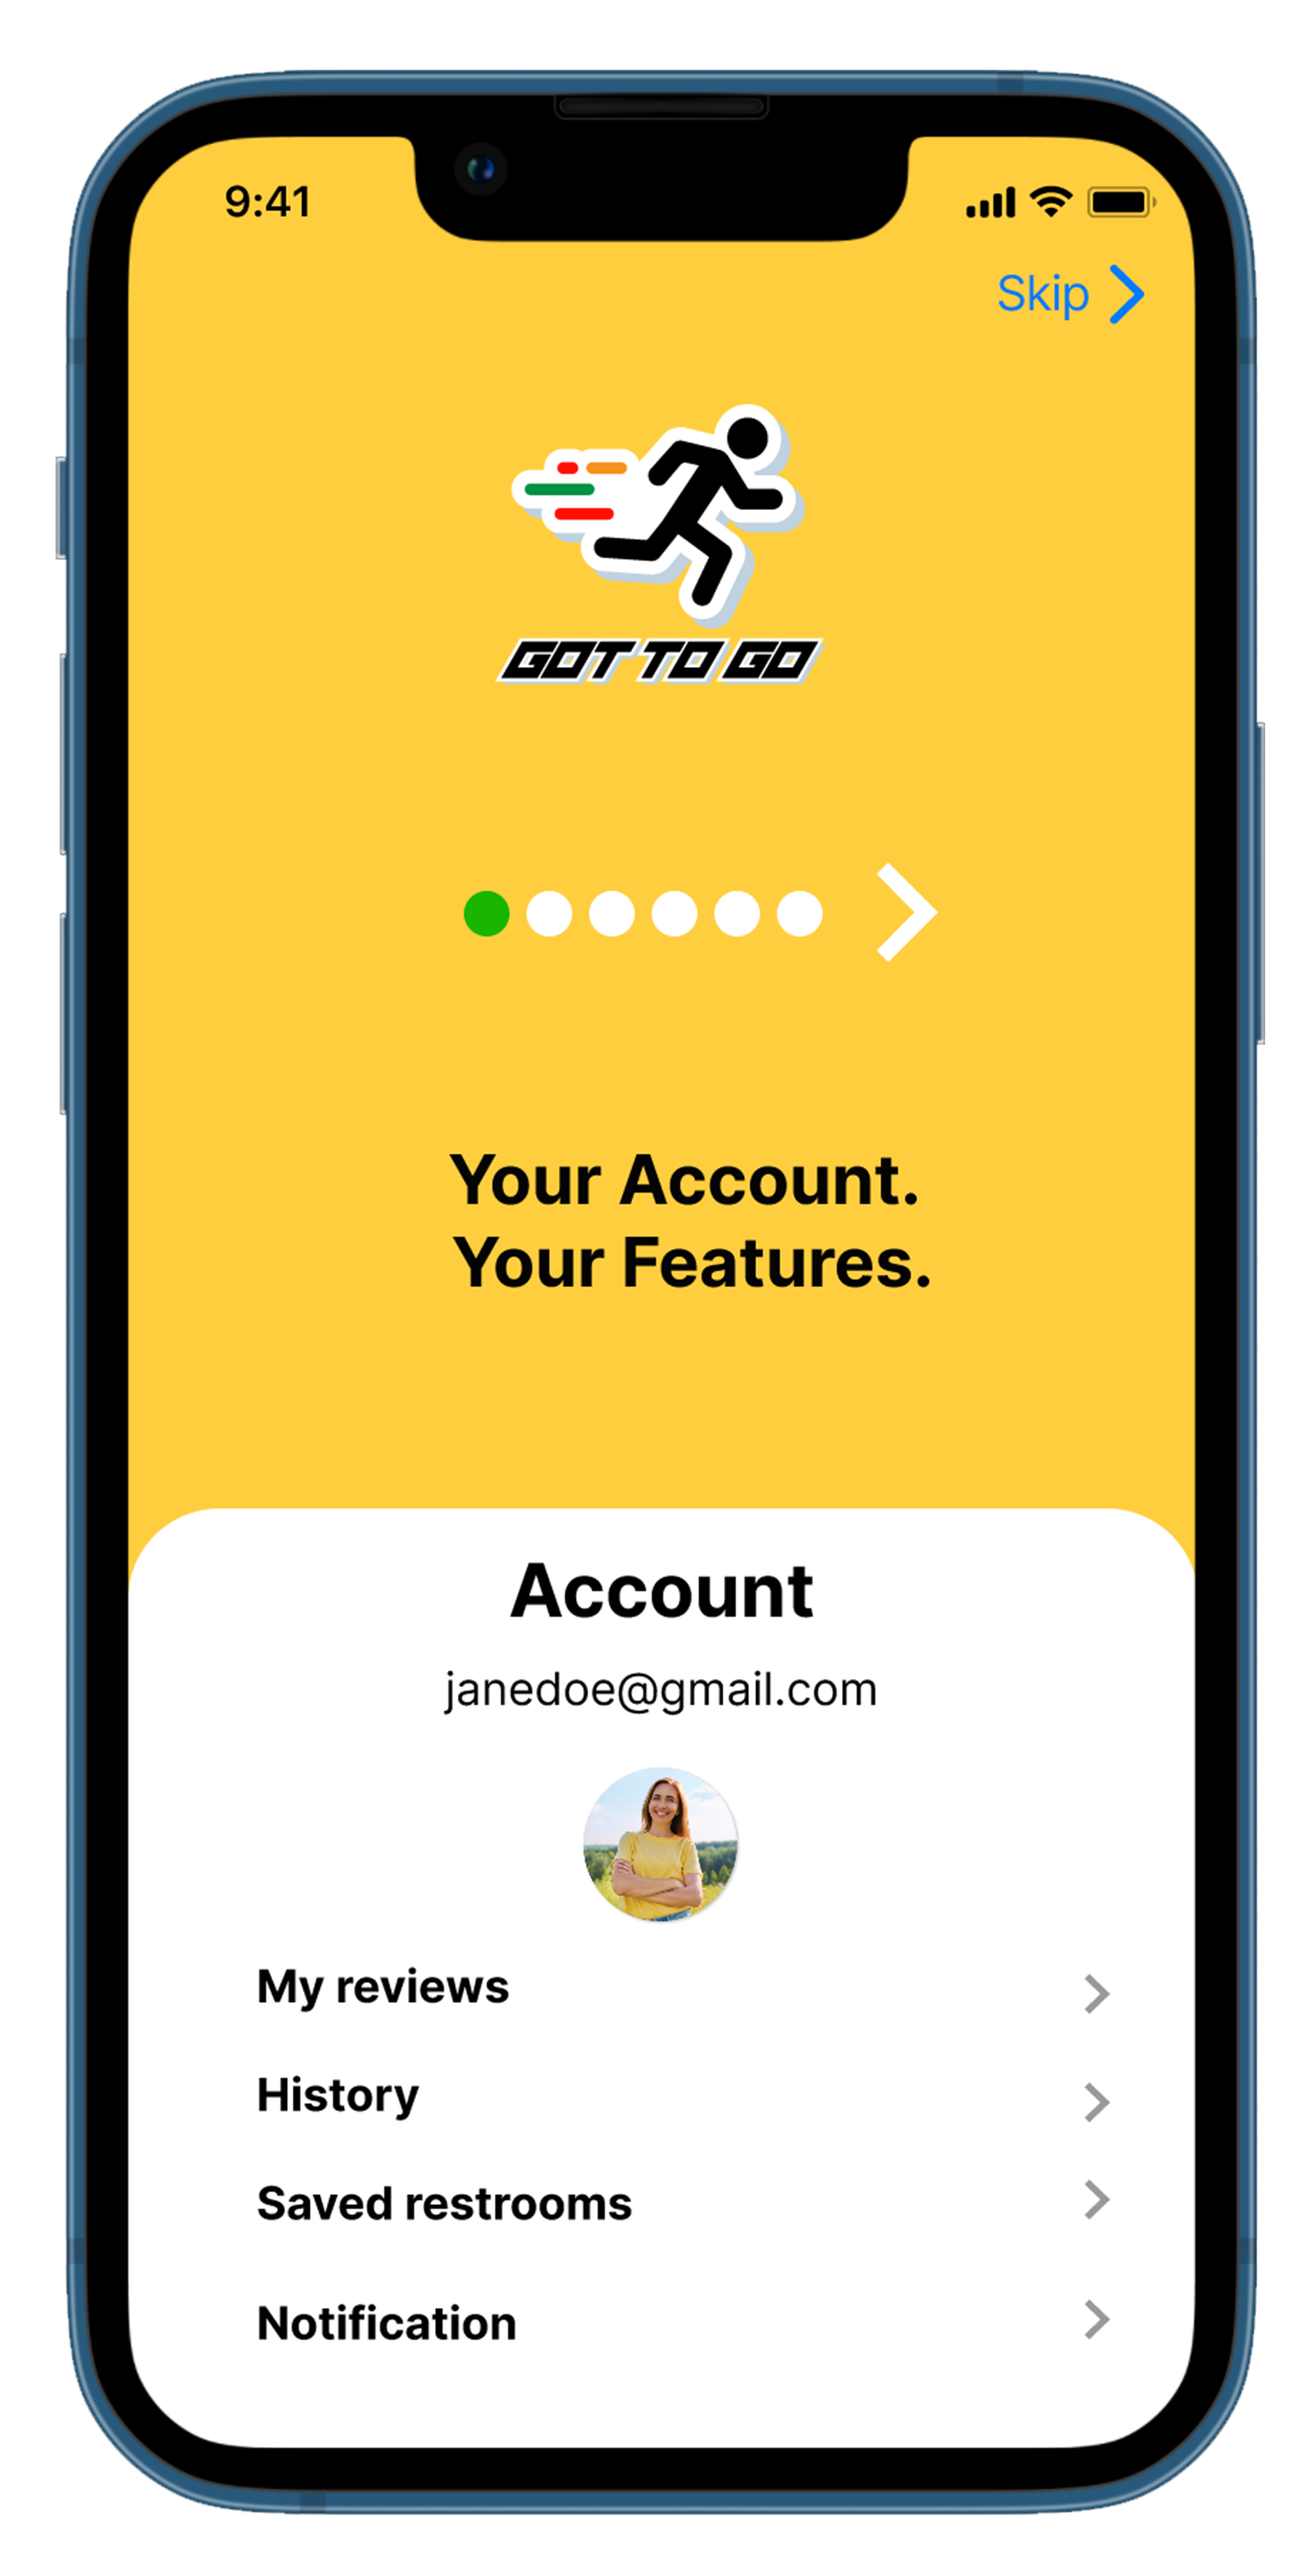 9:41
Skip
GOT TO GO
Your Account.
Your Features.
Account
janedoe@gmail.com
My reviews
History
Saved restrooms
Notification